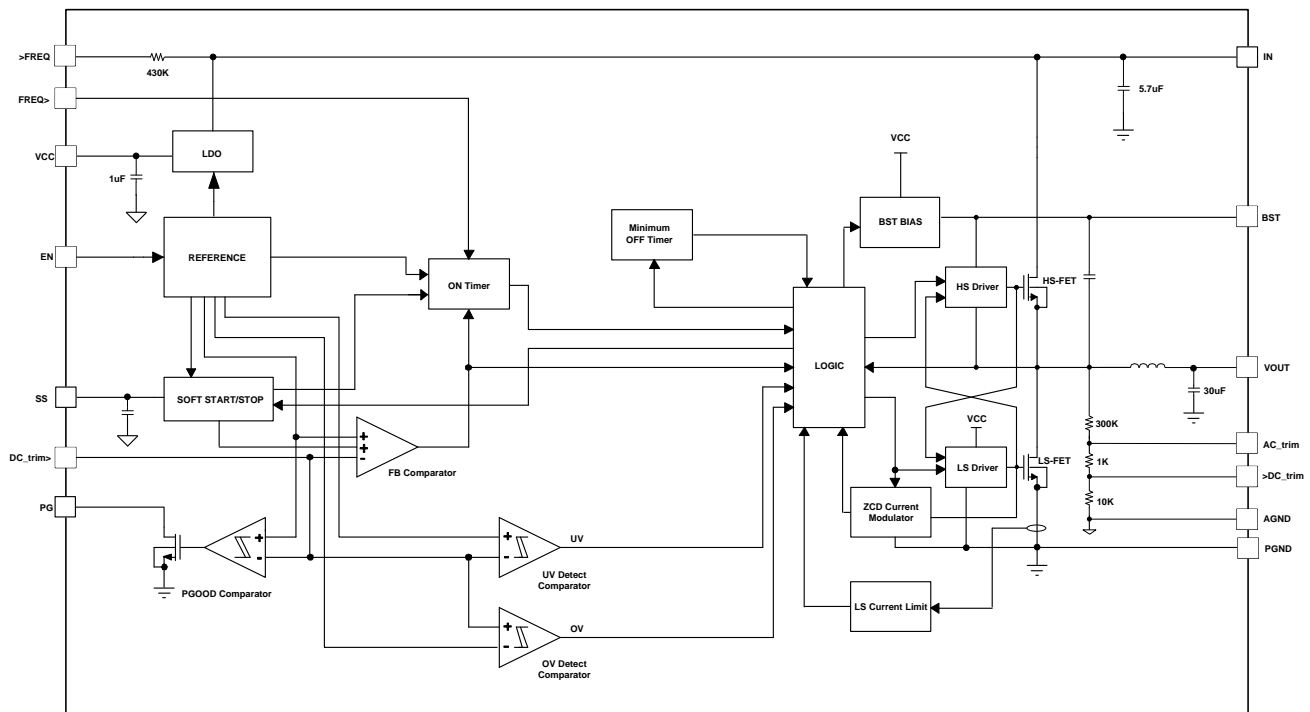 >FREQ
430K
IN
5.7uF
FREQ>
LDO
VCC
VCC
1uF
BST BIAS
BST
Minimum
OFF Timer
EN
REFERENCE
ON Timer
HS Driver
HS-FET
LOGIC
VOUT
30uF
SS
SOFT START/STOP
VCC
300K
AC_trim
DC_trim>
+
+
-
FB Comparator
LS Driver
LS-FET
1K
>DC_trim
10K
PG
ZCD Current
Modulator
AGND
+
-
PGOOD Comparator
+
-
UV
UV Detect
Comparator
PGND
LS Current Limit
+
-
OV
OV Detect
Comparator